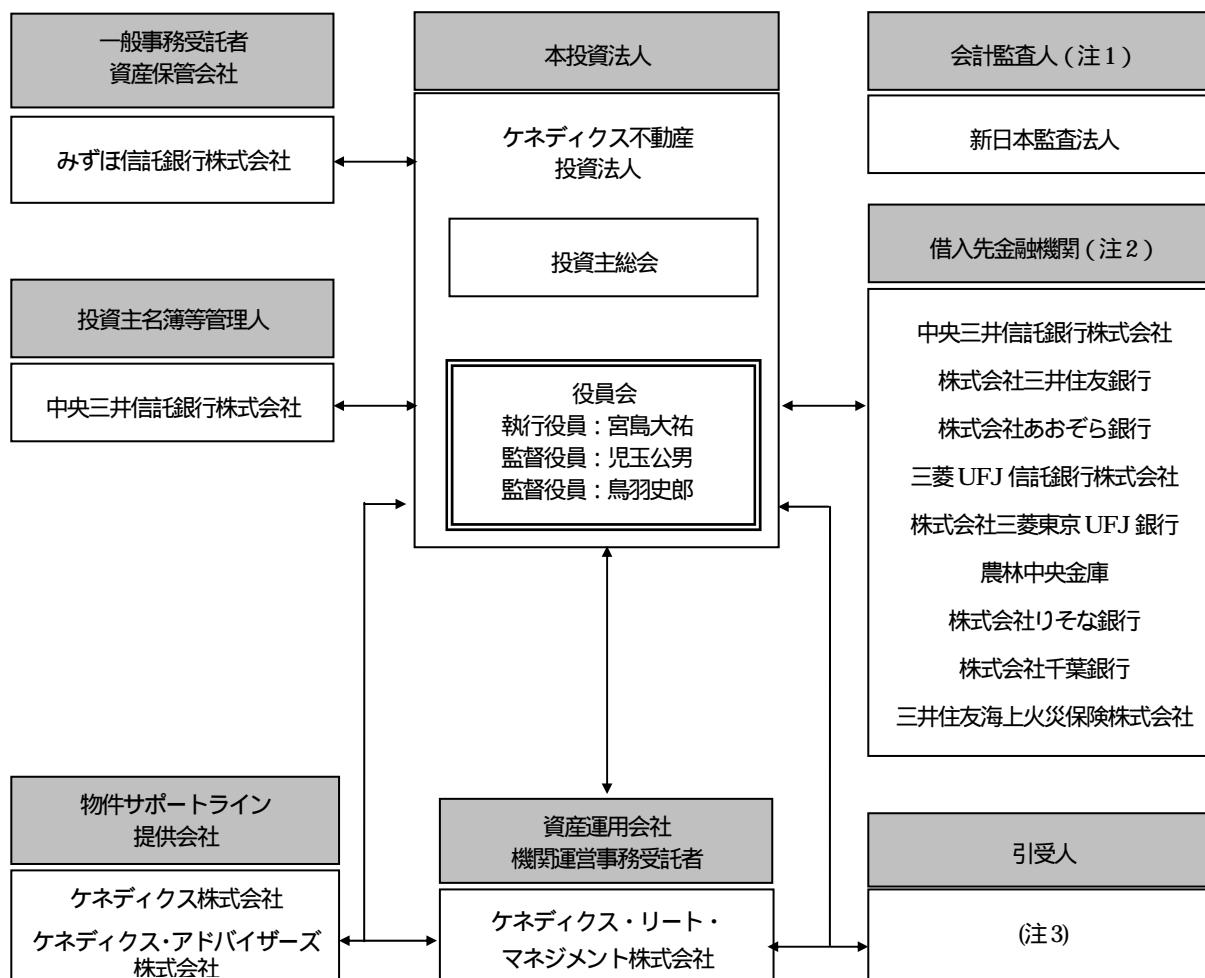 一般事務受託者
資産保管会社
みずほ信託銀行株式会社
投資主名簿等管理人
中央三井信託銀行株式会社
物件サポートライン
提供会社
ケネディクス株式会社
ケネディクス・アドバイザーズ
株式会社
本投資法人
ケネディクス不動産
投資法人
投資主総会
役員会
執行役員：宮島大祐
監督役員：児玉公男
監督役員：鳥羽史郎
資産運用会社
機関運営事務受託者
ケネディクス・リート・
マネジメント株式会社
会計監査人（注1）
新日本監査法人
借入先金融機関（注2）
中央三井信託銀行株式会社
株式会社三井住友銀行
株式会社あおぞら銀行
三菱UFJ信託銀行株式会社
株式会社三菱東京UFJ銀行
農林中央金庫
株式会社りそな銀行
株式会社千葉銀行
三井住友海上火災保険株式会社
引受人
(注3)